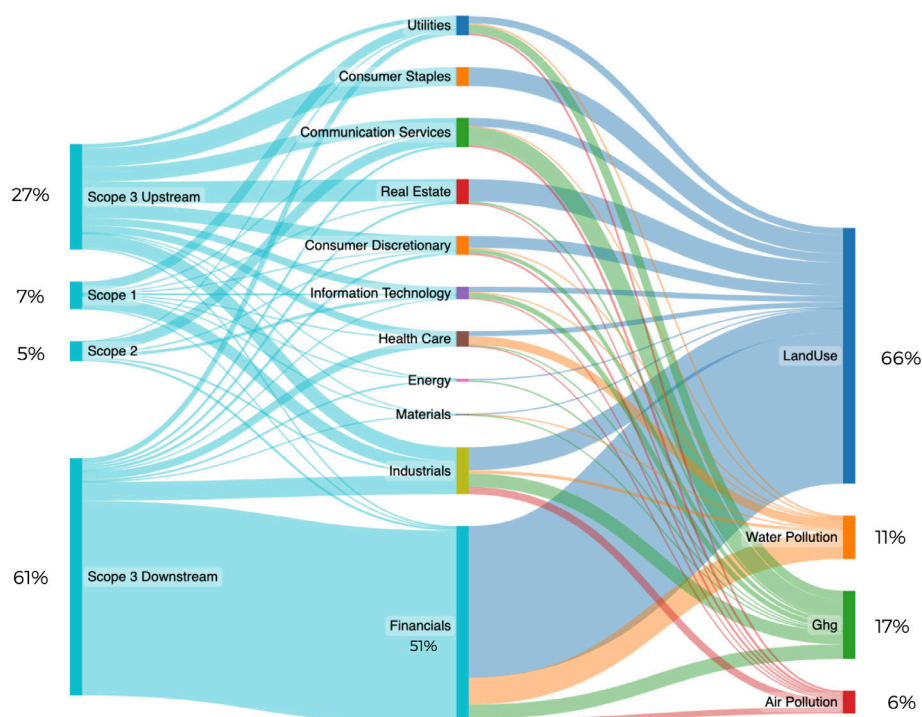 Utilities
Consumer Staples
Communication Services
27%
Scope 3 Upstream
Real Estate
Consumer Discretionary
7%
Scope 1
Information Technology
5%
Scope 2
Health Care
LandUse
66%
Energy
Materials
Industrials
Water Pollution
11%
61%
Scope 3 Downstream
Financials
51%
Ghg
17%
Air Pollution
6%